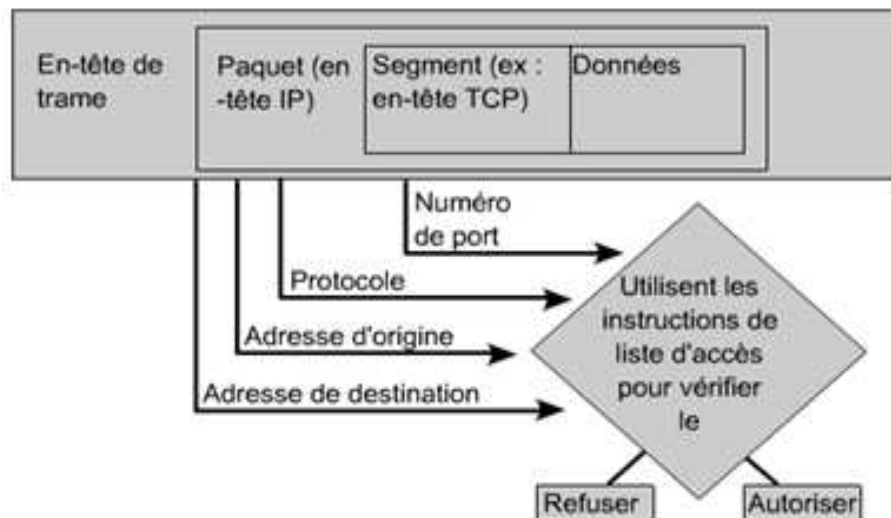 En-tête de
trame
Paquet (en
-tête IP)
Segment (ex :
en-tête TCP)
Données
Numéro
de port
Protocole
Adresse d'origine
Adresse de destination
Utilisent les
instructions de
liste d'accès
pour vérifier
le
Refuser
Autoriser